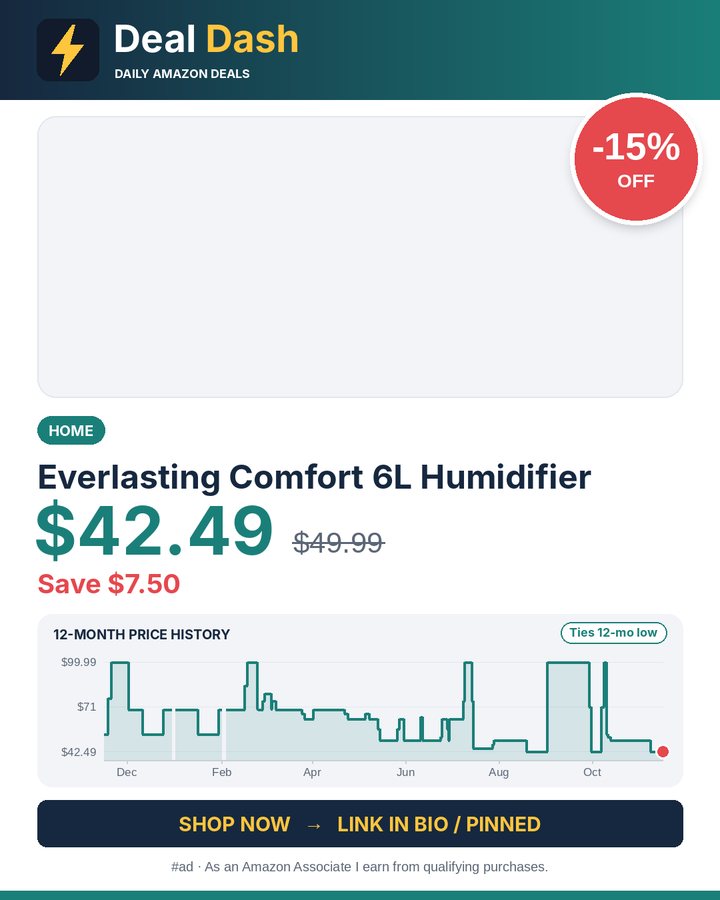 Deal Dash
DAILY AMAZON DEALS
-15%
OFF
HOME
Everlasting Comfort 6L Humidifier
$42.49 $49.99
Save $7.50
12-MONTH PRICE HISTORY
Ties 12-mo low
$99.99
$71
$42.49
Dec Feb Apr Jun Aug Oct
SHOP NOW → LINK IN BIO / PINNED
#ad · As an Amazon Associate I earn from qualifying purchases.